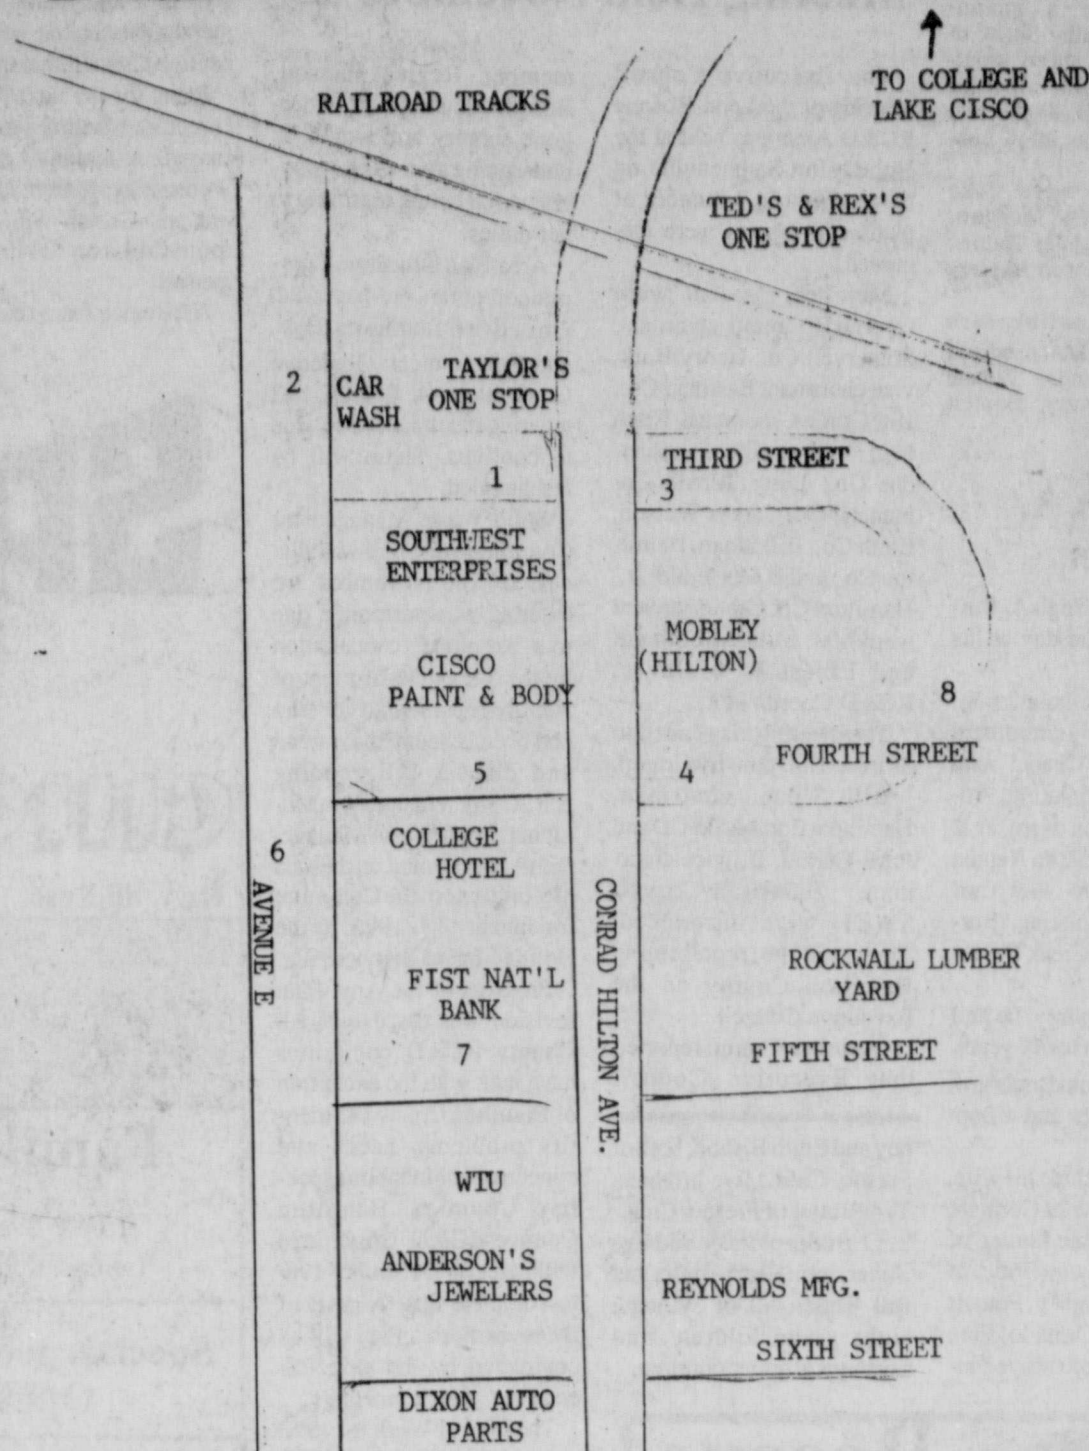 RAILROAD TRACKS
TO COLLEGE AND
LAKE CISCO
TED'S & REX'S
ONE STOP
2
CAR
WASH
TAYLOR'S
ONE STOP
THIRD STREET
1
3
SOUTHWEST
ENTERPRISES
MOBLEY
(HILTON)
CISCO
PAINT & BODY
8
FOURTH STREET
5
4
COLLEGE
HOTEL
6
AVENUE E
CONRAD HILTON AVE.
FIST NAT'L
BANK
ROCKWALL LUMBER
YARD
7
FIFTH STREET
WTU
ANDERSON'S
JEWELERS
REYNOLDS MFG.
SIXTH STREET
DIXON AUTO
PARTS